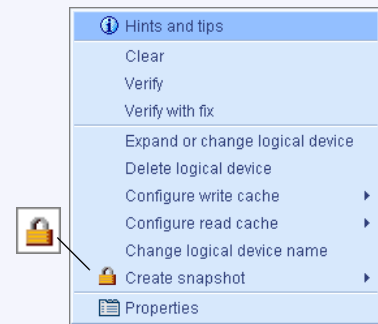 Hints and tips
Clear
Verify
Verify with fix
Expand or change logical device
Delete logical device
Configure write cache
Configure read cache
Change logical device name
Create snapshot
Properties